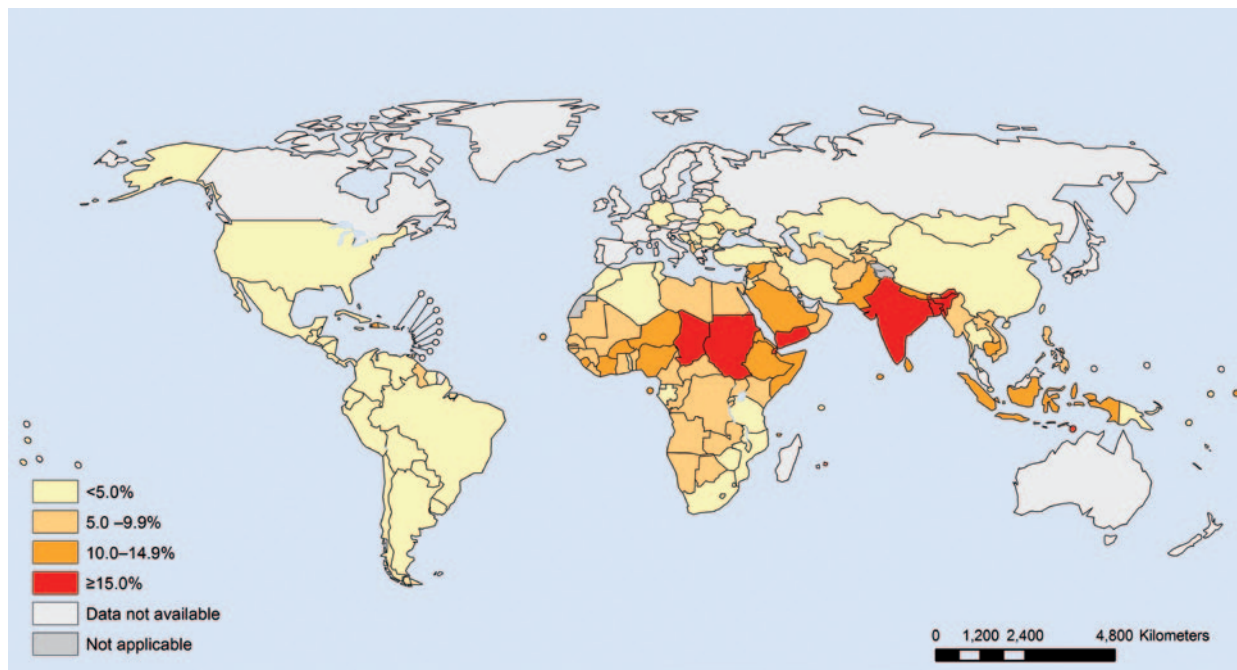 <5.0%
5.0 –9.9%
10.0–14.9%
≥15.0%
Data not available
Not applicable
0 1,200 2,400 4,800 Kilometers